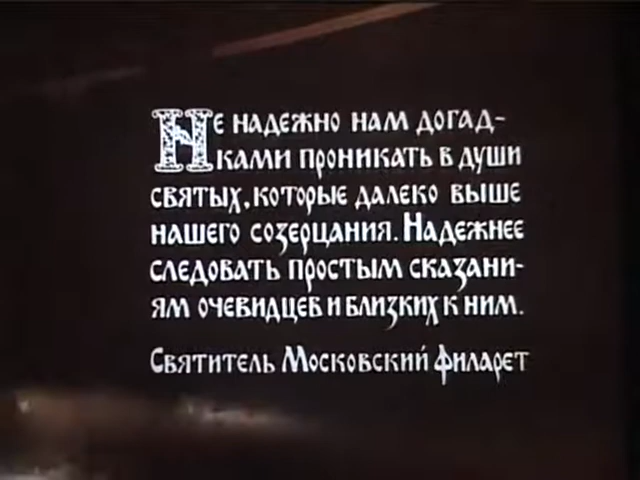 Не надежно нам догад-
ками проникать в души
святых, которые далеко выше
нашего созерцания. Надежнее
следовать простым сказани-
ям очевидцев и близких к ним.
Святитель Московский Филарет